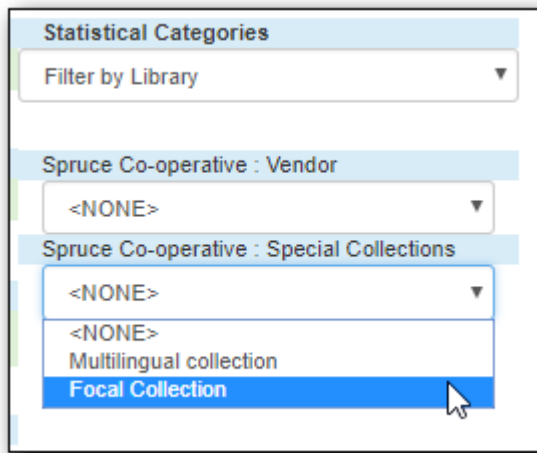 Statistical Categories
Filter by Library
Spruce Co-operative : Vendor
<NONE>
Spruce Co-operative : Special Collections
<NONE>
<NONE>
Multilingual collection
Focal Collection